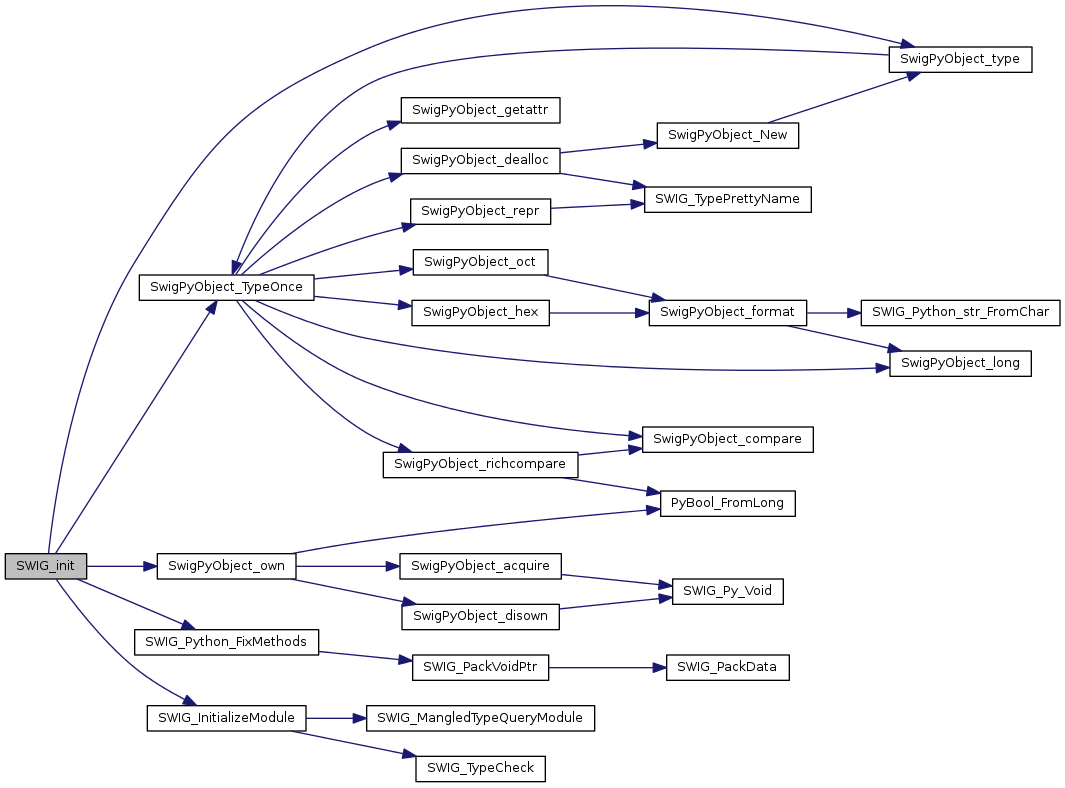 SwigPyObject_type
SwigPyObject_getattr
SwigPyObject_New
SwigPyObject_dealloc
SWIG_TypePrettyName
SwigPyObject_repr
SwigPyObject_oct
SwigPyObject_TypeOnce
SwigPyObject_hex
SwigPyObject_format
SWIG_Python_str_FromChar
SwigPyObject_long
SwigPyObject_compare
SwigPyObject_richcompare
PyBool_FromLong
SWIG_init
SwigPyObject_own
SwigPyObject_acquire
SWIG_Py_Void
SwigPyObject_disown
SWIG_Python_FixMethods
SWIG_PackVoidPtr
SWIG_PackData
SWIG_InitializeModule
SWIG_MangledTypeQueryModule
SWIG_TypeCheck